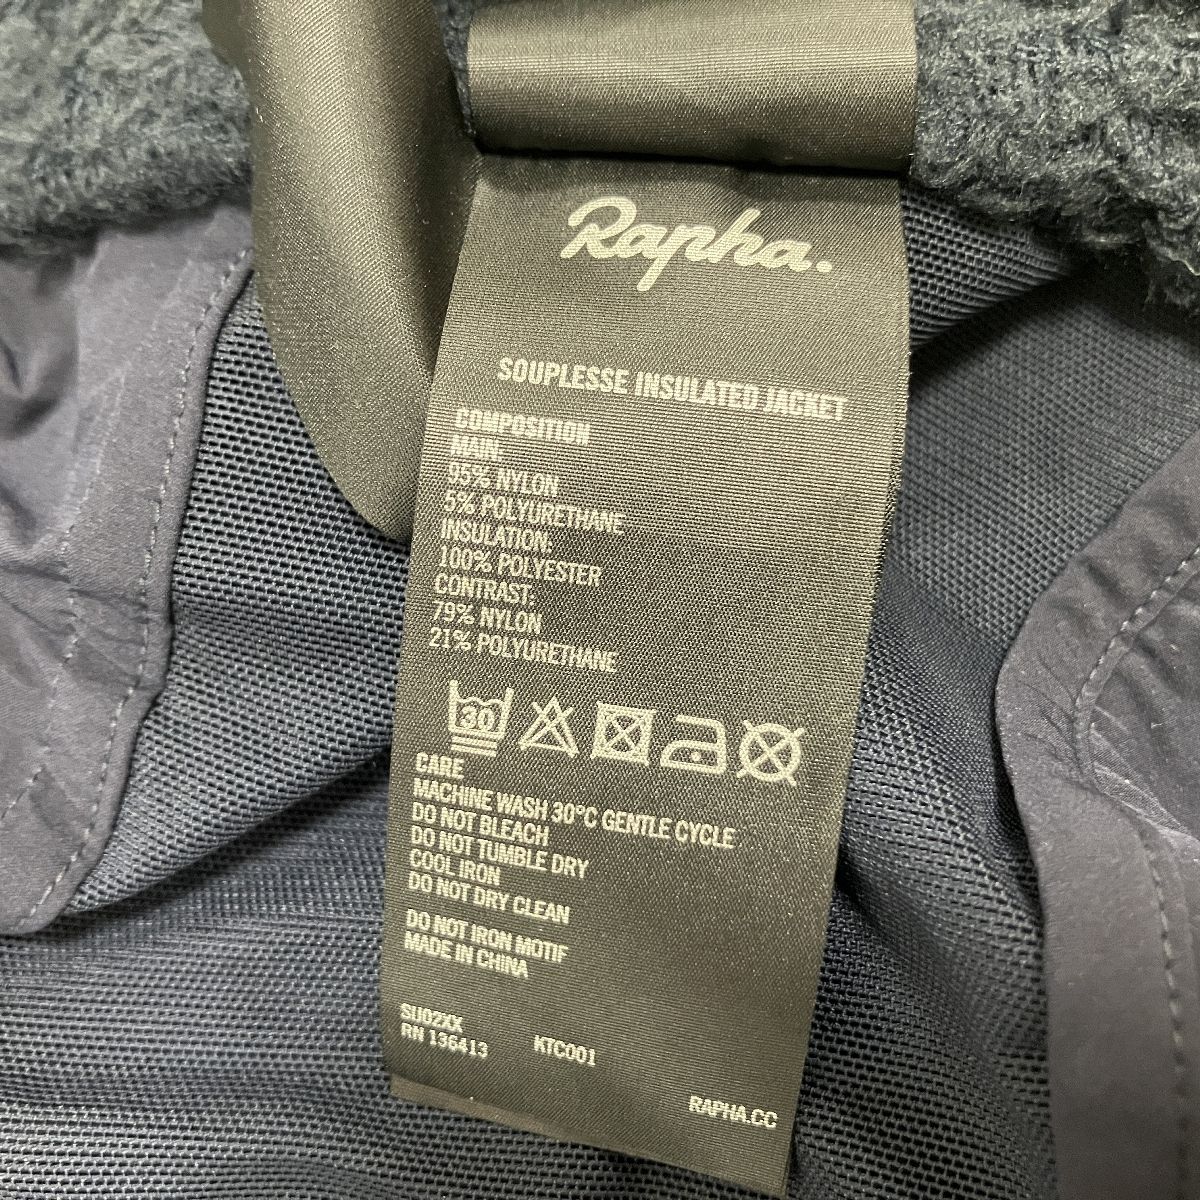 Rapha.
SOUPLESSE INSULATED JACKET
COMPOSITION
MAIN:
95% NYLON
5% POLYURETHANE
INSULATION:
100% POLYESTER
CONTRAST:
79% NYLON
21% POLYURETHANE
30
CARE
MACHINE WASH 30°C GENTLE CYCLE
DO NOT BLEACH
DO NOT TUMBLE DRY
COOL IRON
DO NOT DRY CLEAN
DO NOT IRON MOTIF
MADE IN CHINA
SU02XX
RN 136413 KTC001
RAPHA.CC